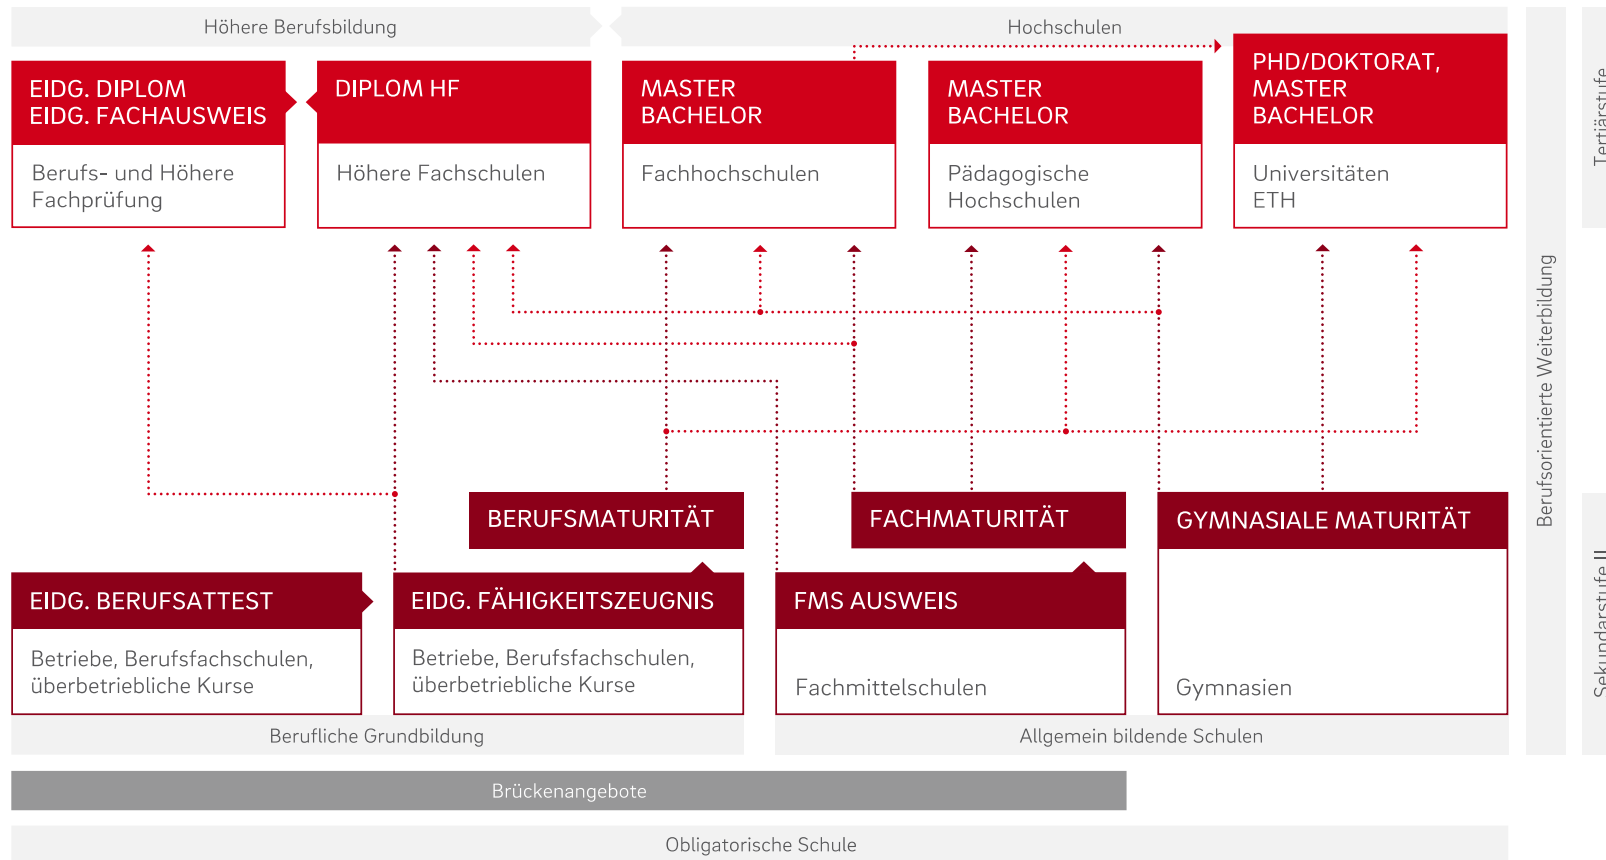 Höhere Berufsbildung
Hochschulen
EIDG. DIPLOM
EIDG. FACHAUSWEIS
Berufs- und Höhere
Fachprüfung
DIPLOM HF
Höhere Fachschulen
MASTER
BACHELOR
Fachhochschulen
MASTER
BACHELOR
Pädagogische
Hochschulen
PHD/DOKTORAT,
MASTER
BACHELOR
Universitäten
ETH
Tertiärstufe
Berufsorientierte Weiterbildung
BERUFSMATURITÄT
FACHMATURITÄT
GYMNASIALE MATURITÄT
Gymnasien
EIDG. BERUFSATTEST
Betriebe, Berufsfachschulen,
überbetriebliche Kurse
EIDG. FÄHIGKEITSZEUGNIS
Betriebe, Berufsfachschulen,
überbetriebliche Kurse
FMS AUSWEIS
Fachmittelschulen
Sekundarstufe II
Berufliche Grundbildung
Allgemein bildende Schulen
Brückenangebote
Obligatorische Schule